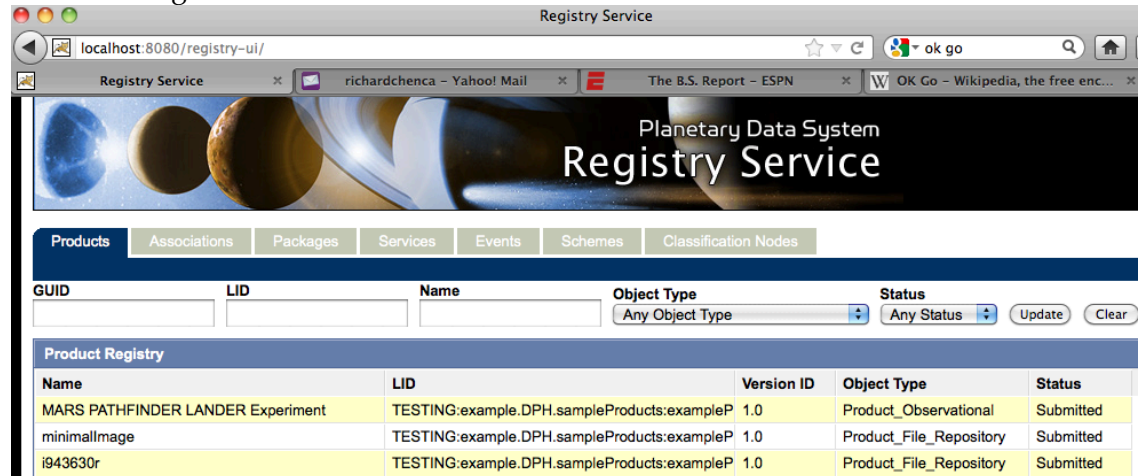 Registry Service
localhost:8080/registry-ui/
ok go
Registry Service
richardchenca - Yahoo! Mail
The B.S. Report - ESPN
W OK Go - Wikipedia, the free enc...
Planetary Data System
Registry Service
Products Associations Packages Services Events Schemes Classification Nodes
GUID LID Name Object Type Status
Any Object Type Any Status Update Clear
Product Registry
Name LID Version ID Object Type Status
MARS PATHFINDER LANDER Experiment TESTING:example.DPH.sampleProducts:exampleP 1.0 Product_Observational Submitted
minimalImage TESTING:example.DPH.sampleProducts:exampleP 1.0 Product_File_Repository Submitted
i943630r TESTING:example.DPH.sampleProducts:exampleP 1.0 Product_File_Repository Submitted